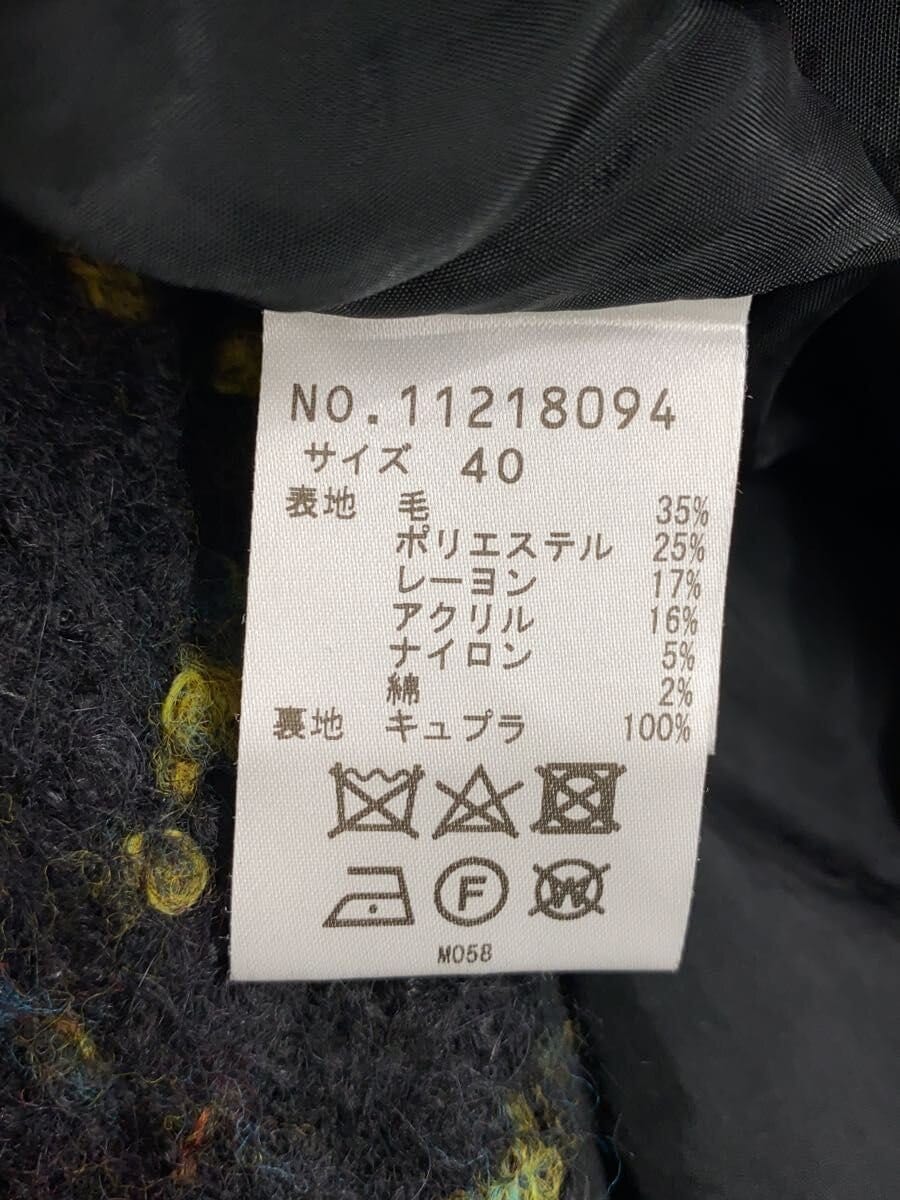 NO.11218094
サイズ 40
表地 毛 35%
ポリエステル 25%
レーヨン 17%
アクリル 16%
ナイロン 5%
綿 2%
裏地 キュプラ 100%
F W
M058